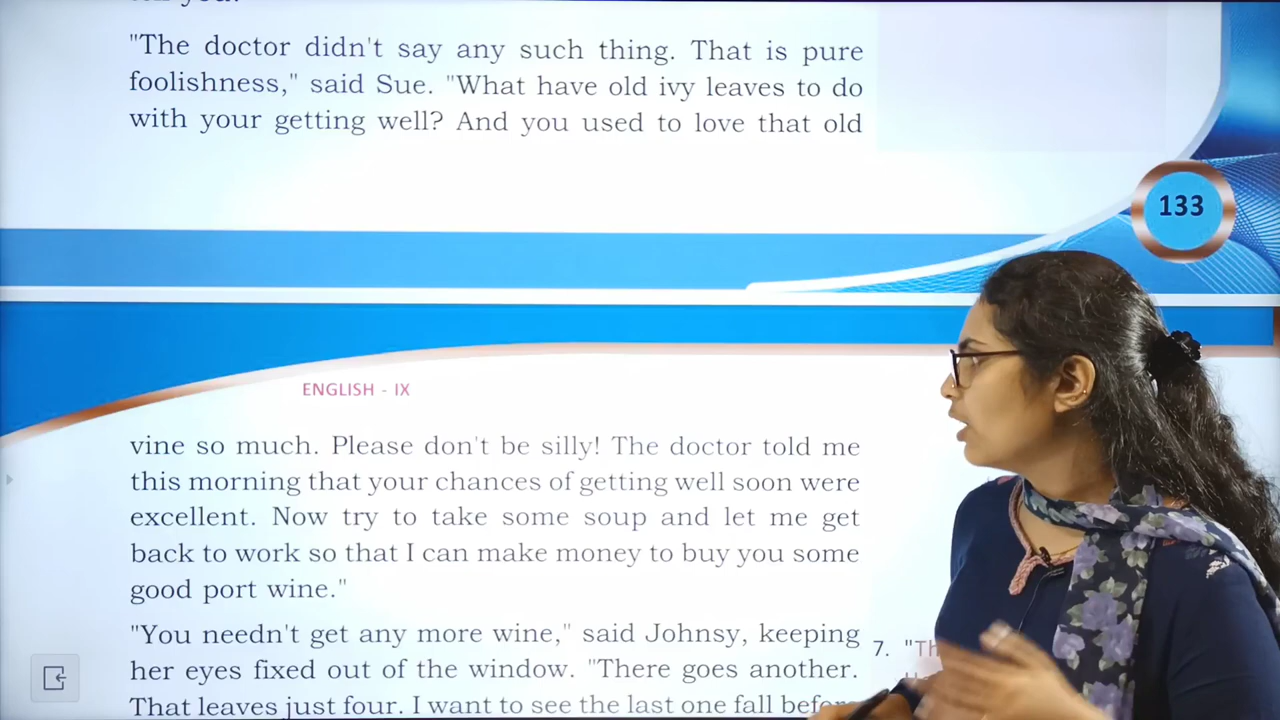 "The doctor didn't say any such thing. That is pure
foolishness," said Sue. "What have old ivy leaves to do
with your getting well? And you used to love that old
133
ENGLISH - IX
vine so much. Please don't be silly! The doctor told me
this morning that your chances of getting well soon were
excellent. Now try to take some soup and let me get
back to work so that I can make money to buy you some
good port wine."
"You needn't get any more wine," said Johnsy, keeping
her eyes fixed out of the window. "There goes another.
That leaves just four. I want to see the last one fall before
7.